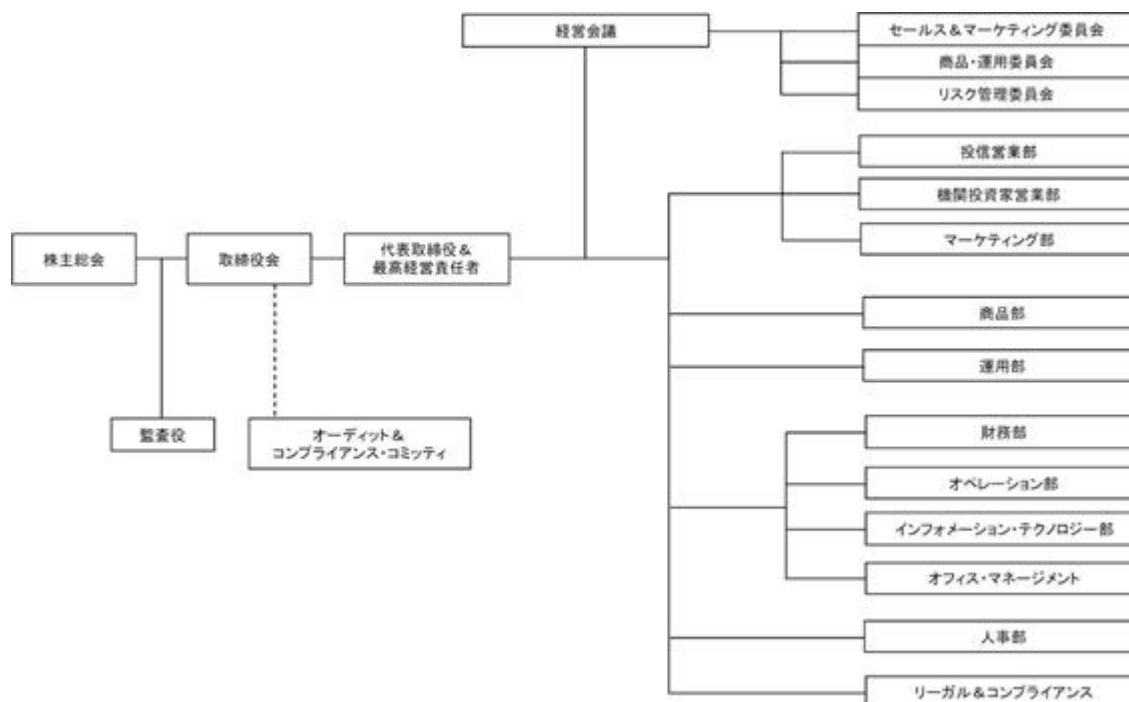 経営会議
セールス＆マーケティング委員会
商品・運用委員会
リスク管理委員会
投信営業部
機関投資家営業部
マーケティング部
株主総会
取締役会
代表取締役＆
最高経営責任者
商品部
運用部
監査役
オーディット＆
コンプライアンス・コミッティ
財務部
オペレーション部
インフォメーション・テクノロジー部
オフィス・マネージメント
人事部
リーガル＆コンプライアンス